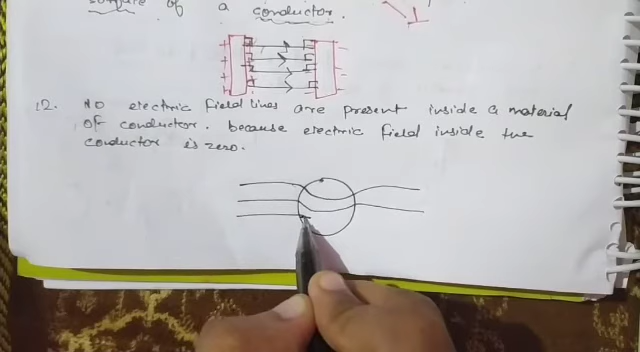 surface of a conductor.
12. No electric field lines are present inside a material
of conductor. because electric field inside the
conductor is zero.